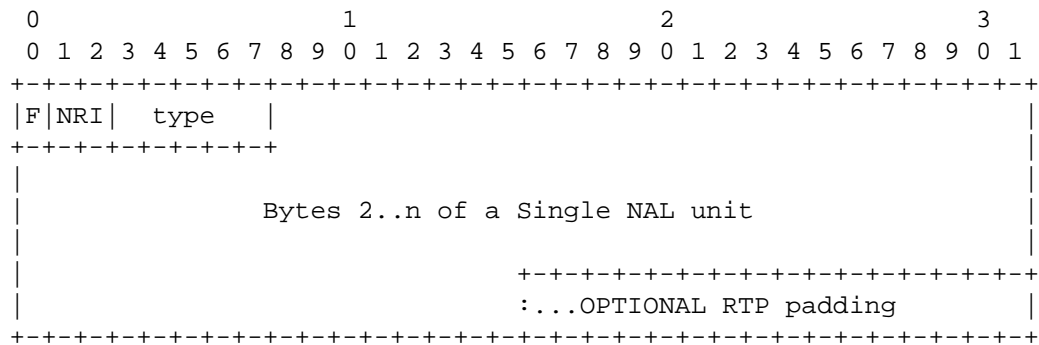 0                   1                   2                   3
 0 1 2 3 4 5 6 7 8 9 0 1 2 3 4 5 6 7 8 9 0 1 2 3 4 5 6 7 8 9 0 1
+-+-+-+-+-+-+-+-+-+-+-+-+-+-+-+-+-+-+-+-+-+-+-+-+-+-+-+-+-+-+-+-+
|F|NRI|  type   |                                               |
+-+-+-+-+-+-+-+-+                                               |
|                                                               |
|               Bytes 2..n of a Single NAL unit                 |
|                                                               |
|                               +-+-+-+-+-+-+-+-+-+-+-+-+-+-+-+-+
|                               :...OPTIONAL RTP padding        |
+-+-+-+-+-+-+-+-+-+-+-+-+-+-+-+-+-+-+-+-+-+-+-+-+-+-+-+-+-+-+-+-+